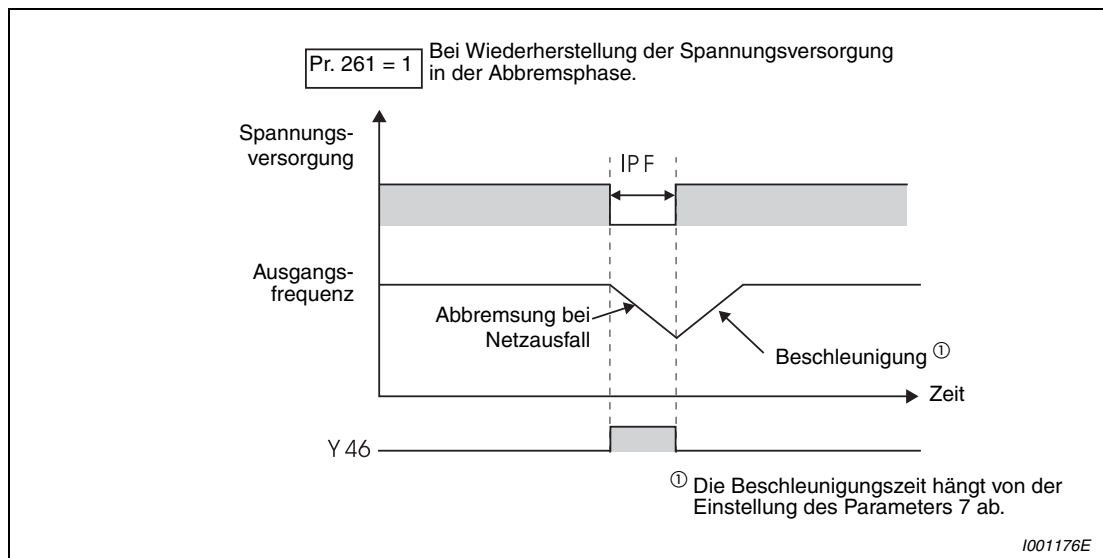 Pr. 261 = 1
Bei Wiederherstellung der Spannungsversorgung
in der Abbremsphase.
Spannungs-
versorgung
IPF
Ausgangs-
frequenz
Abbremsung bei
Netzausfall
Beschleunigung ①
Zeit
Y46
① Die Beschleunigungszeit hängt von der
Einstellung des Parameters 7 ab.
I001176E